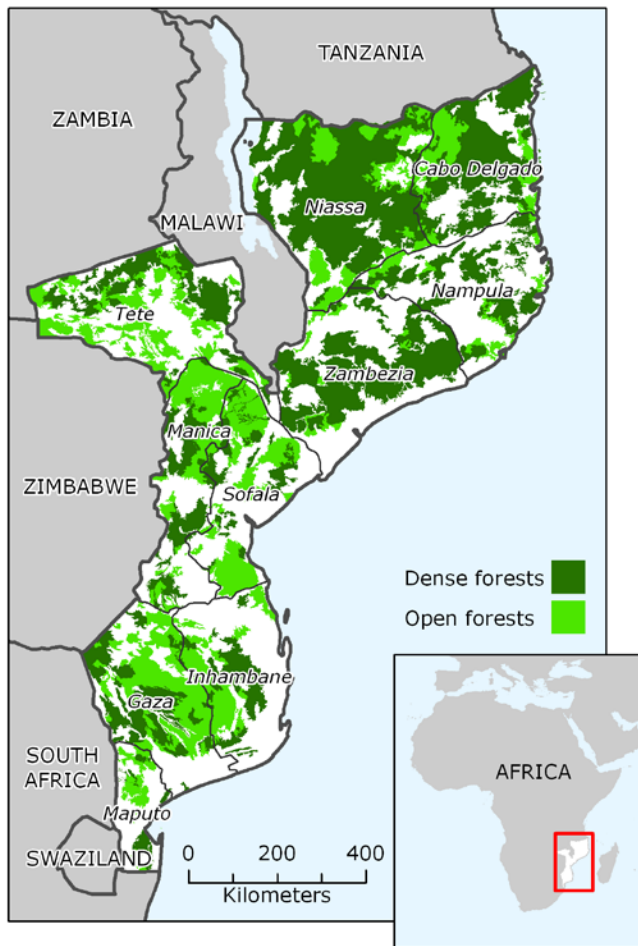 TANZANIA
ZAMBIA
Cabo Delgado
Niassa
MALAWI
Nampula
Tete
Zambezia
Manica
ZIMBABWE
Sofala
Dense forests
Open forests
Inhambane
Gaza
SOUTH
AFRICA
AFRICA
Maputo
SWAZILAND
0 200 400
Kilometers